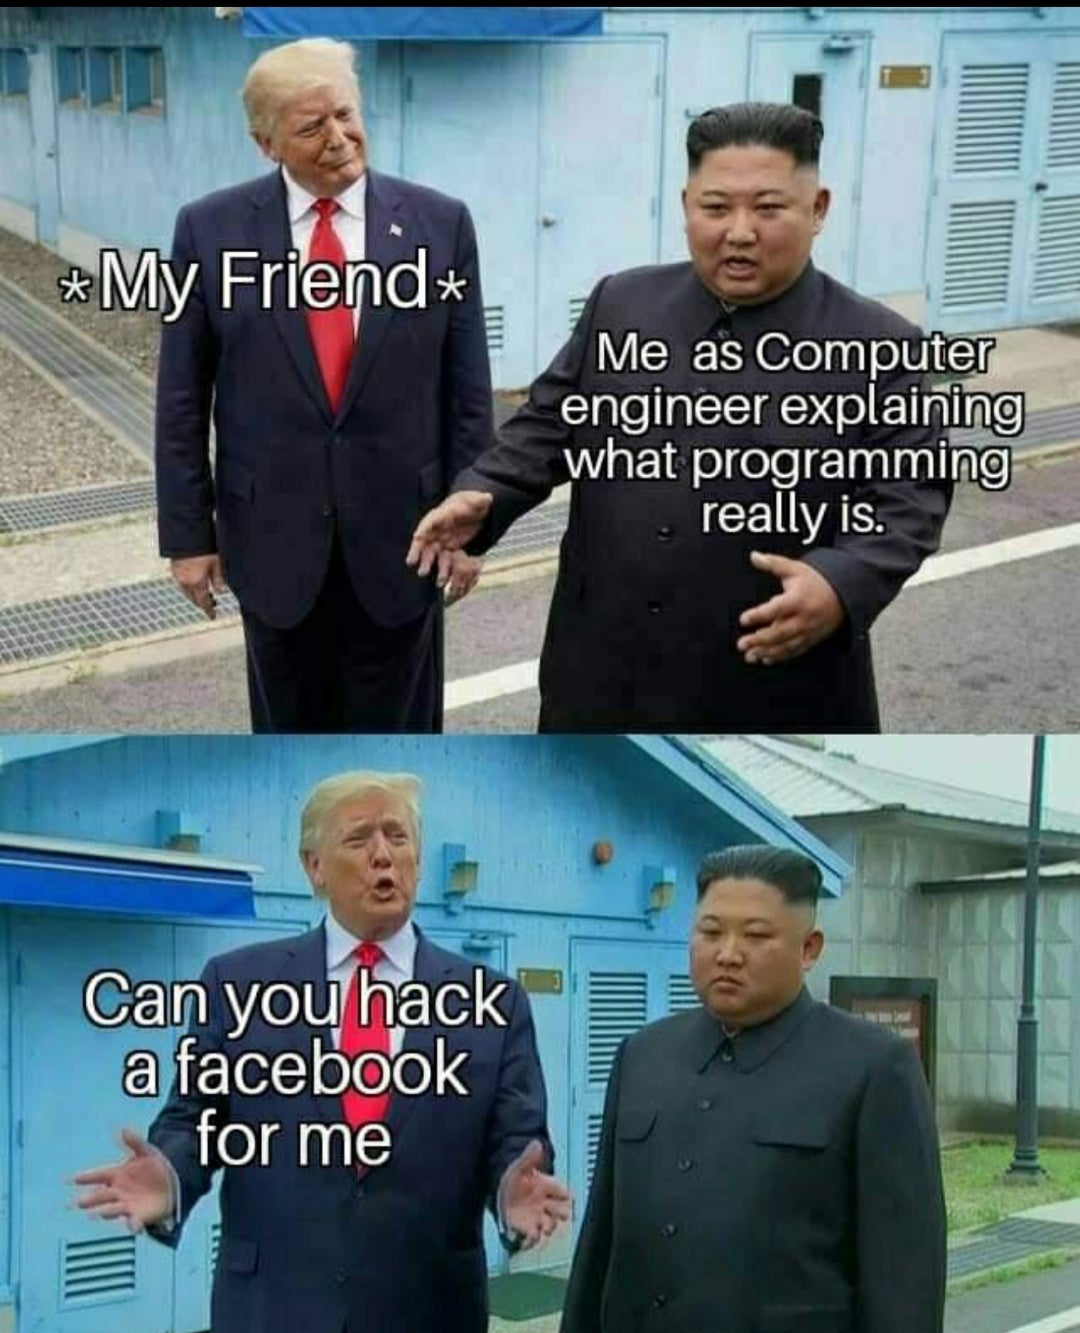 *My Friend*
Me as Computer
engineer explaining
what programming
really is.
Can you hack
a facebook
for me